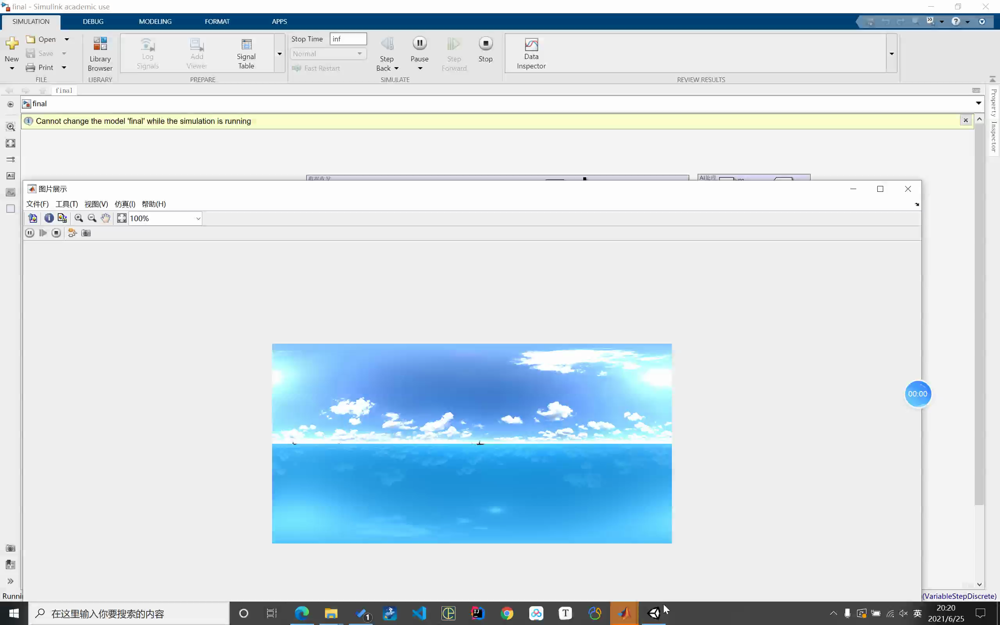 final - Simulink academic use
SIMULATION DEBUG MODELING FORMAT APPS
New
Open
Save
Print
FILE
Library
Browser
LIBRARY
Log
Signals
Add
Viewer
Signal
Table
PREPARE
Stop Time inf
Normal
Fast Restart
Step
Back
Pause
Step
Forward
Stop
SIMULATE
Data
Inspector
REVIEW RESULTS
final
final
Property Inspector
Cannot change the model 'final' while the simulation is running
数据收发
AI处理
图片展示
文件(F) 工具(T) 视图(V) 仿真(I) 帮助(H)
100%
00:00
(VariableStepDiscrete)
在这里输入你要搜索的内容
1
T
英
20:20
2021/6/25